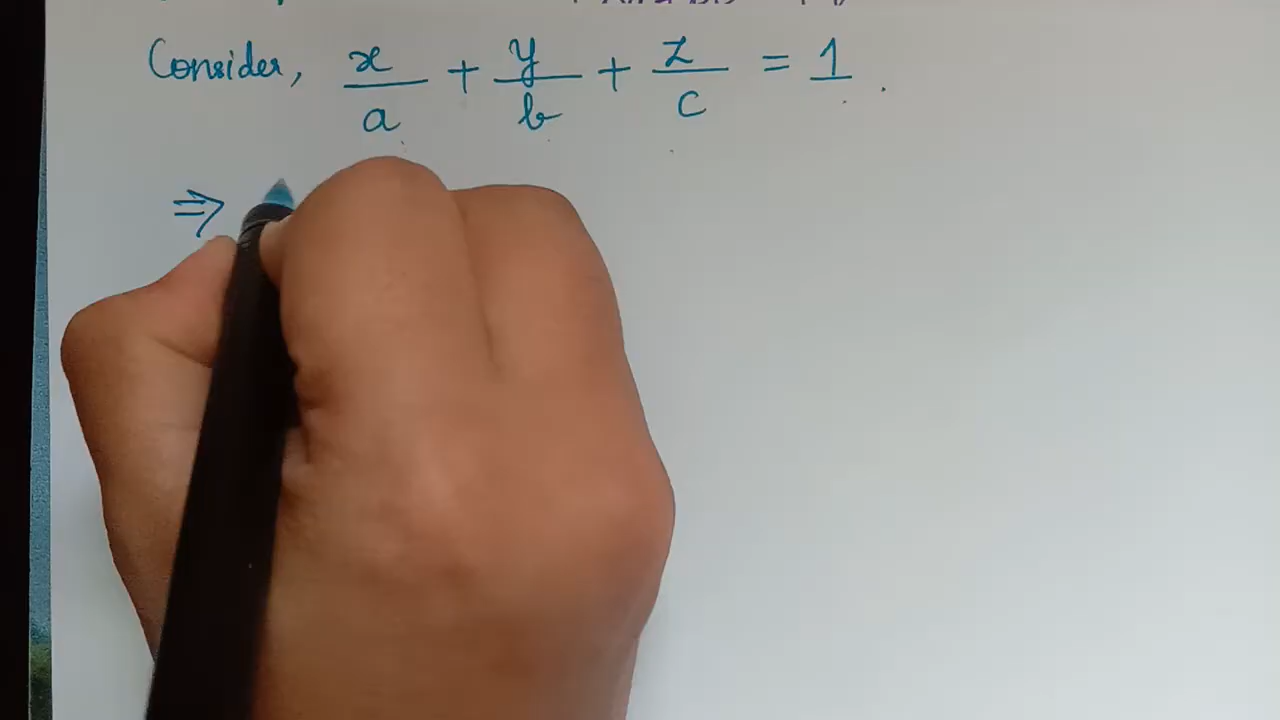 Consider, x/a + y/b + z/c = 1
⇒